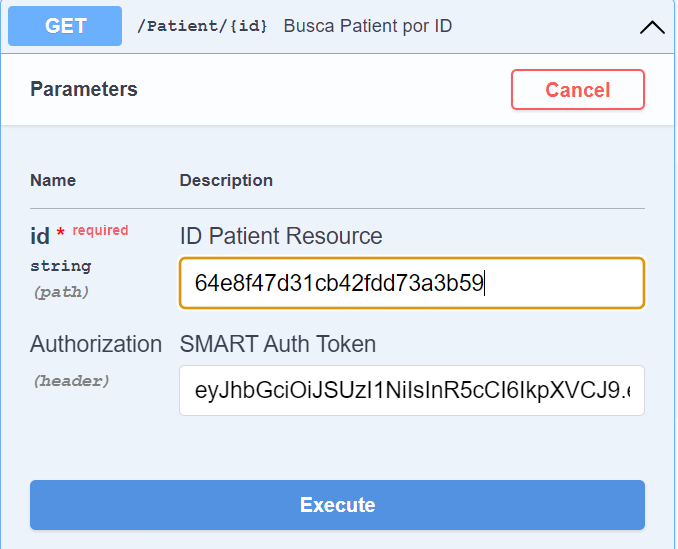 GET /Patient/{id} Busca Patient por ID
Parameters Cancel
Name Description
id * required ID Patient Resource
string 64e8f47d31cb42fdd73a3b59
(path)
Authorization SMART Auth Token
(header) eyJhbGciOiJSUzI1NiIsInR5cCI6IkpXVCJ9.e
Execute